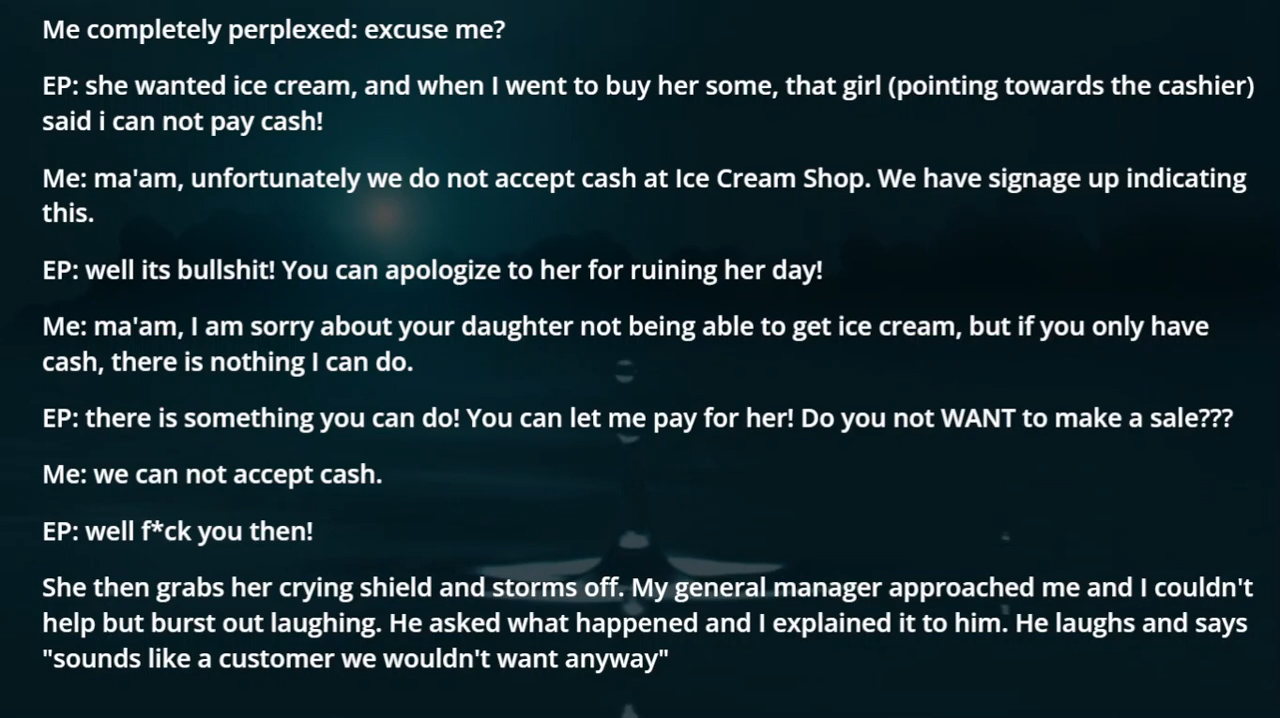 Me completely perplexed: excuse me?
EP: she wanted ice cream, and when I went to buy her some, that girl (pointing towards the cashier)
said i can not pay cash!
Me: ma'am, unfortunately we do not accept cash at Ice Cream Shop. We have signage up indicating
this.
EP: well its bullshit! You can apologize to her for ruining her day!
Me: ma'am, I am sorry about your daughter not being able to get ice cream, but if you only have
cash, there is nothing I can do.
EP: there is something you can do! You can let me pay for her! Do you not WANT to make a sale???
Me: we can not accept cash.
EP: well f*ck you then!
She then grabs her crying shield and storms off. My general manager approached me and I couldn't
help but burst out laughing. He asked what happened and I explained it to him. He laughs and says
"sounds like a customer we wouldn't want anyway"